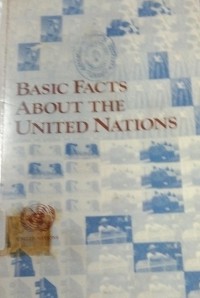 BASIC FACTS
ABOUT THE
UNITED NATIONS